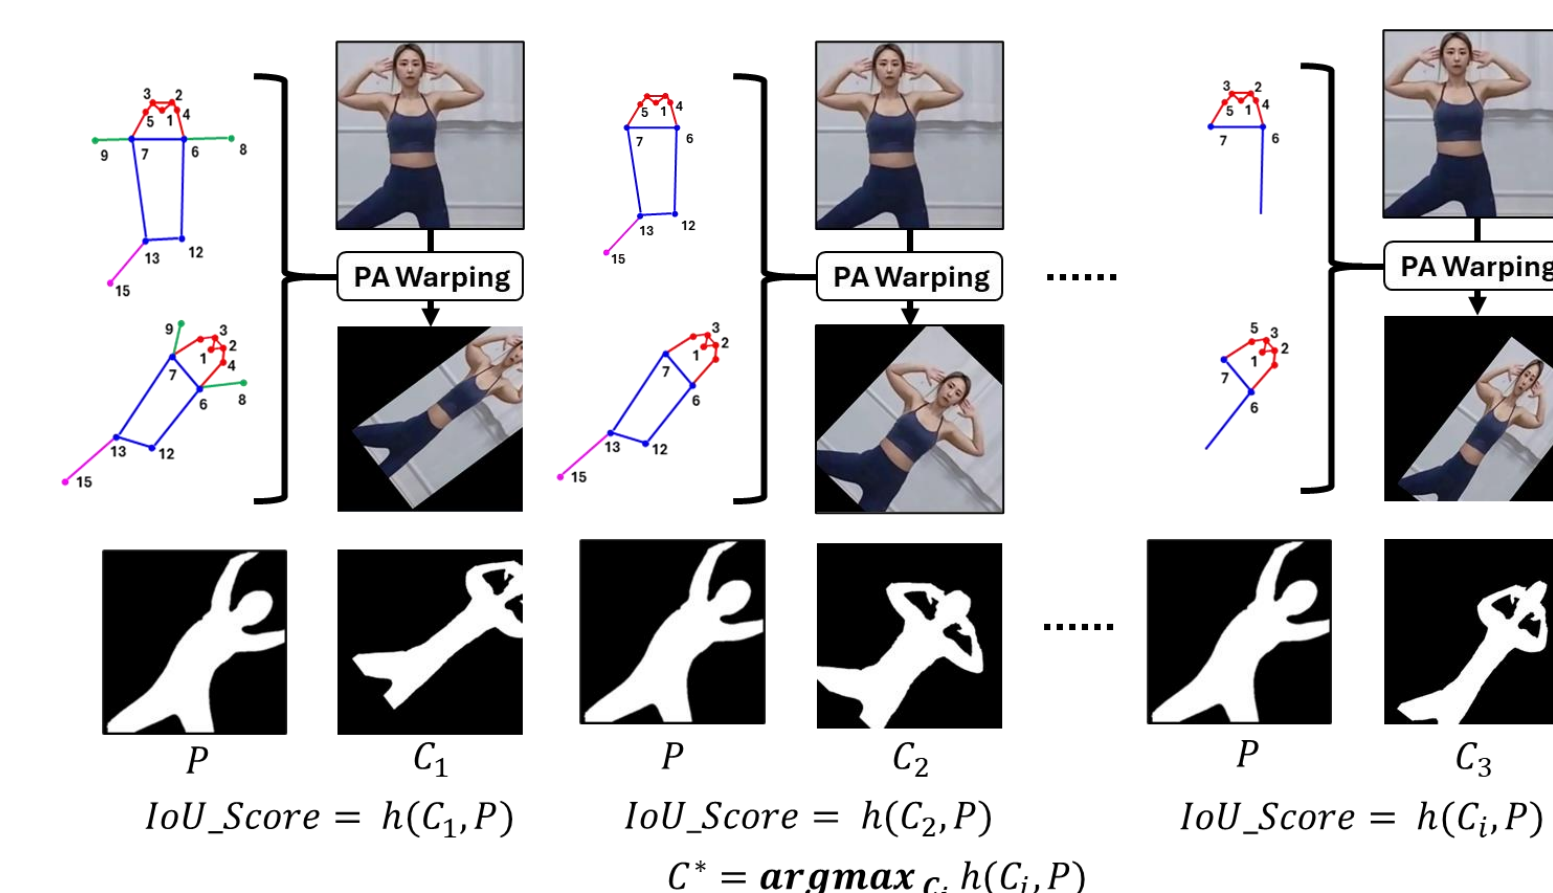 3 2
5 1 4
9 7 6 8
13 12
15
9 3
1 2
4
7
6 8
13 12
15
PA Warping
P
C₁
IoU_Score = h(C₁, P)
5 1 4
7 6
13 12
15
3
1 2
7
6
13 12
15
PA Warping
P
C₂
IoU_Score = h(C₂, P)
......
......
3 2
5 1 4
7 6
5 3
1 2
7
6
PA Warping
P
C₃
IoU_Score = h(Cᵢ, P)
C* = argmax Cᵢ h(Cᵢ, P)